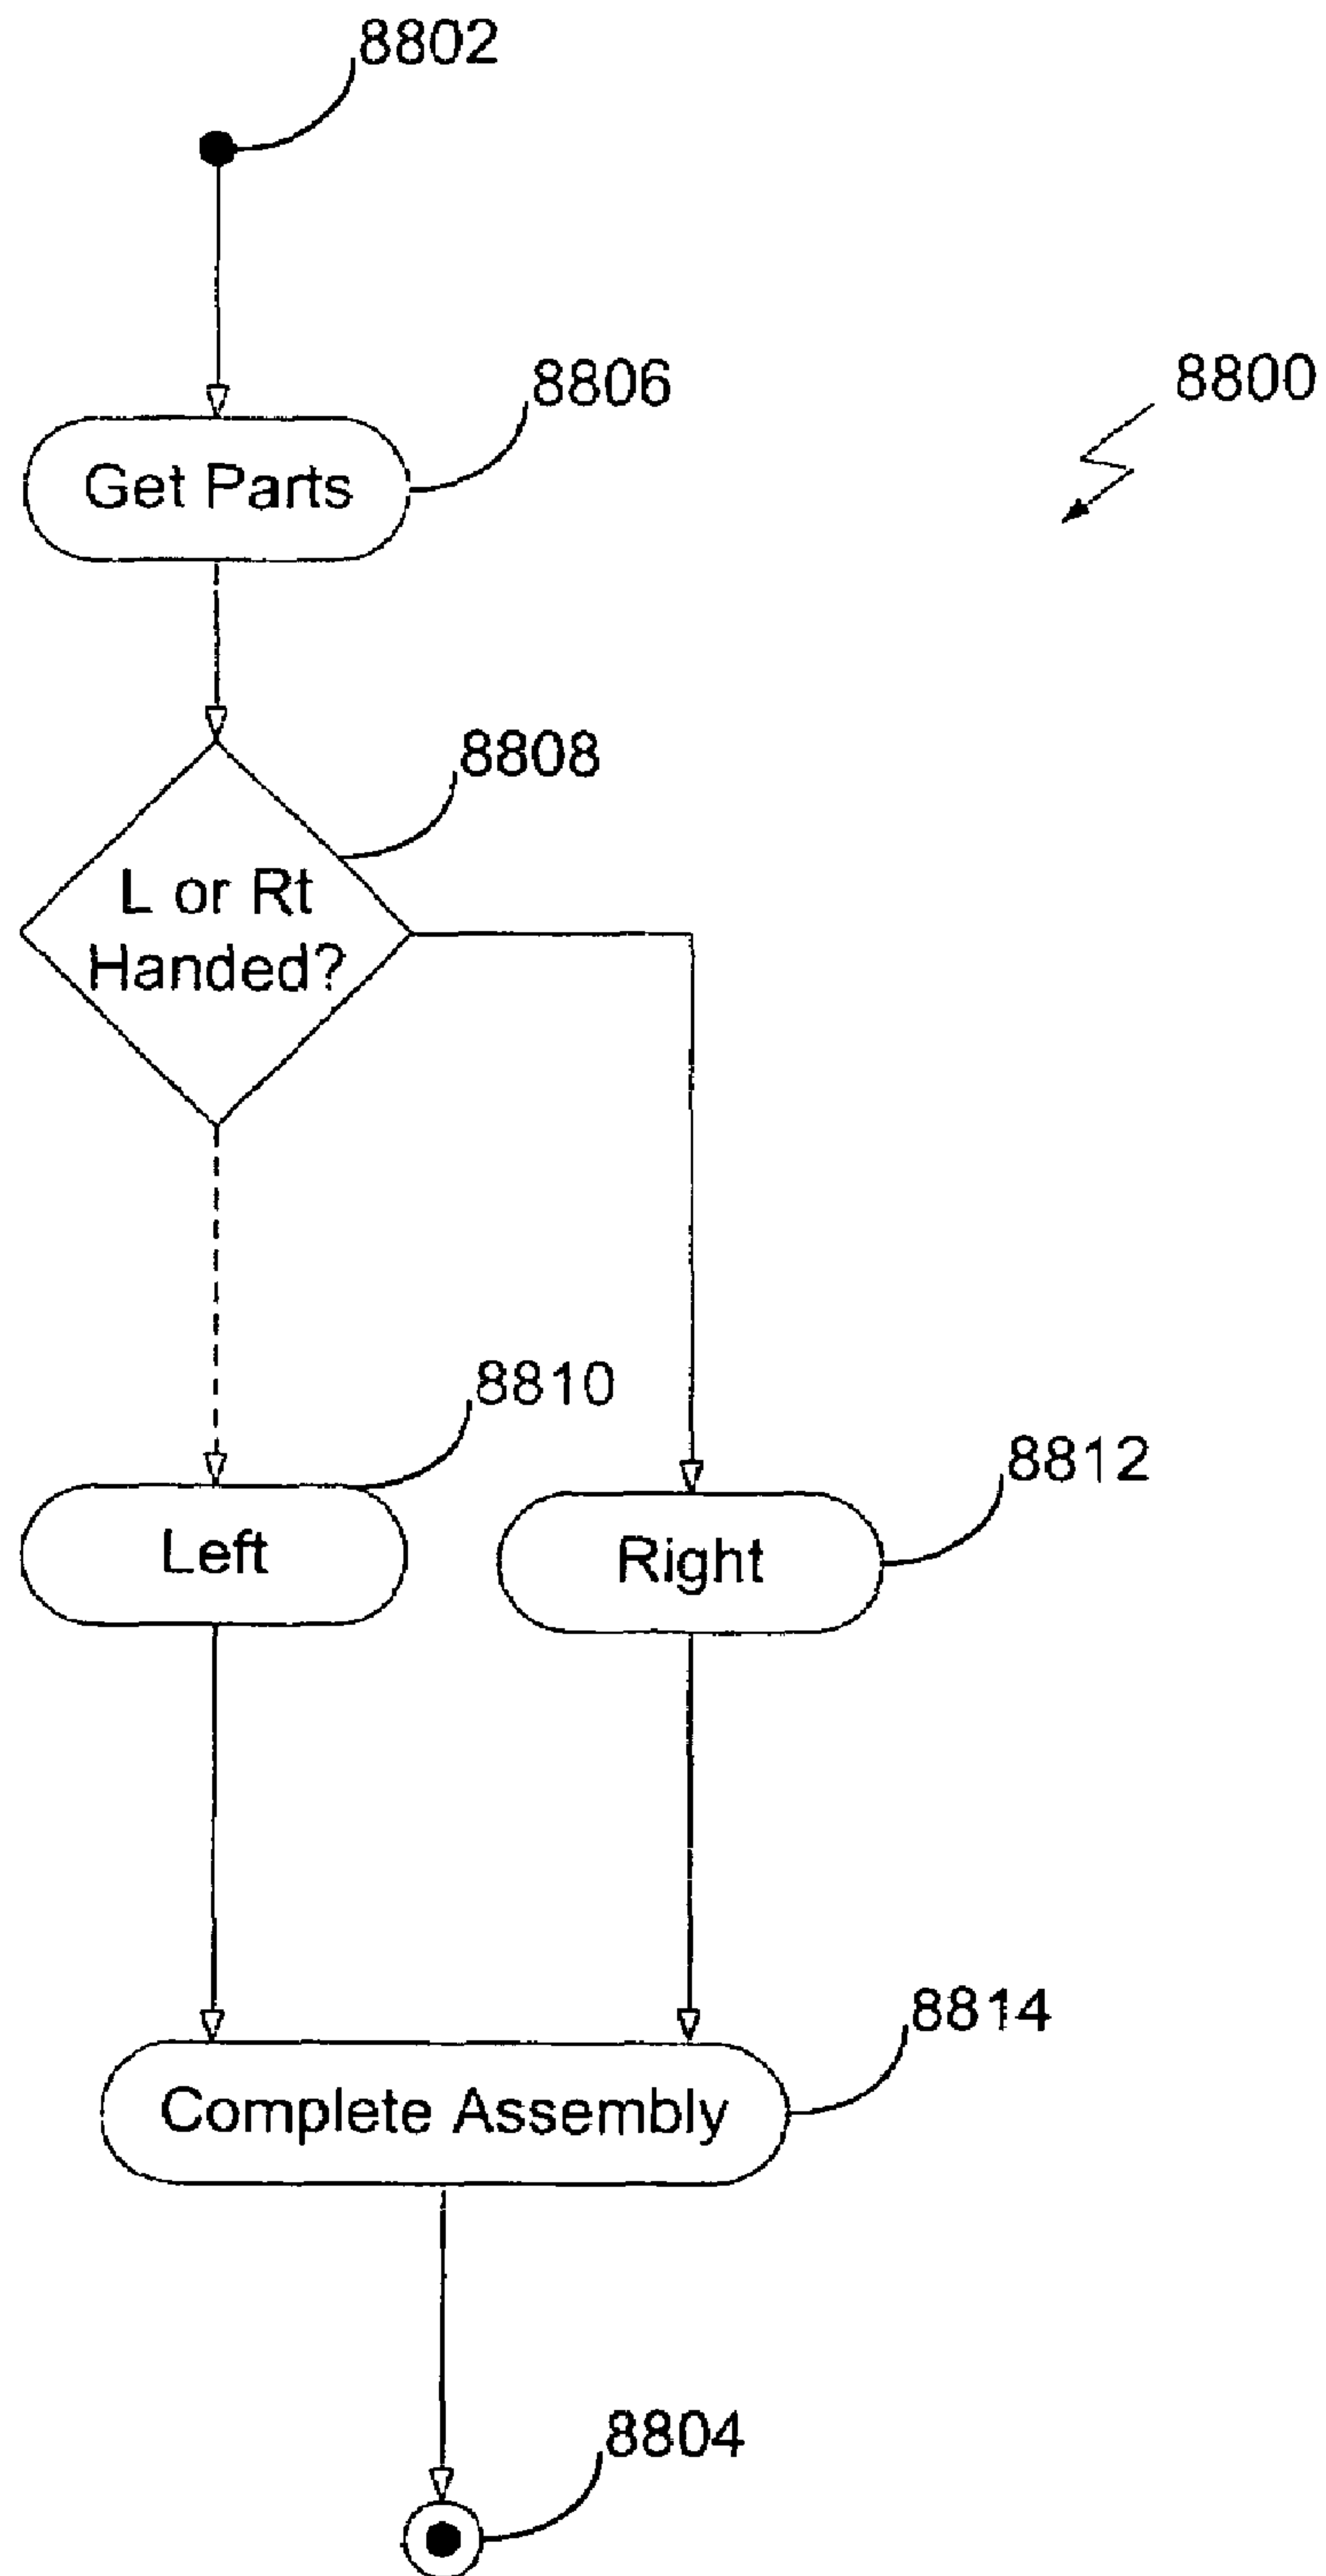 8802
8806
8800
Get Parts
8808
L or Rt
Handed?
8810
8812
Left
Right
8814
Complete Assembly
8804